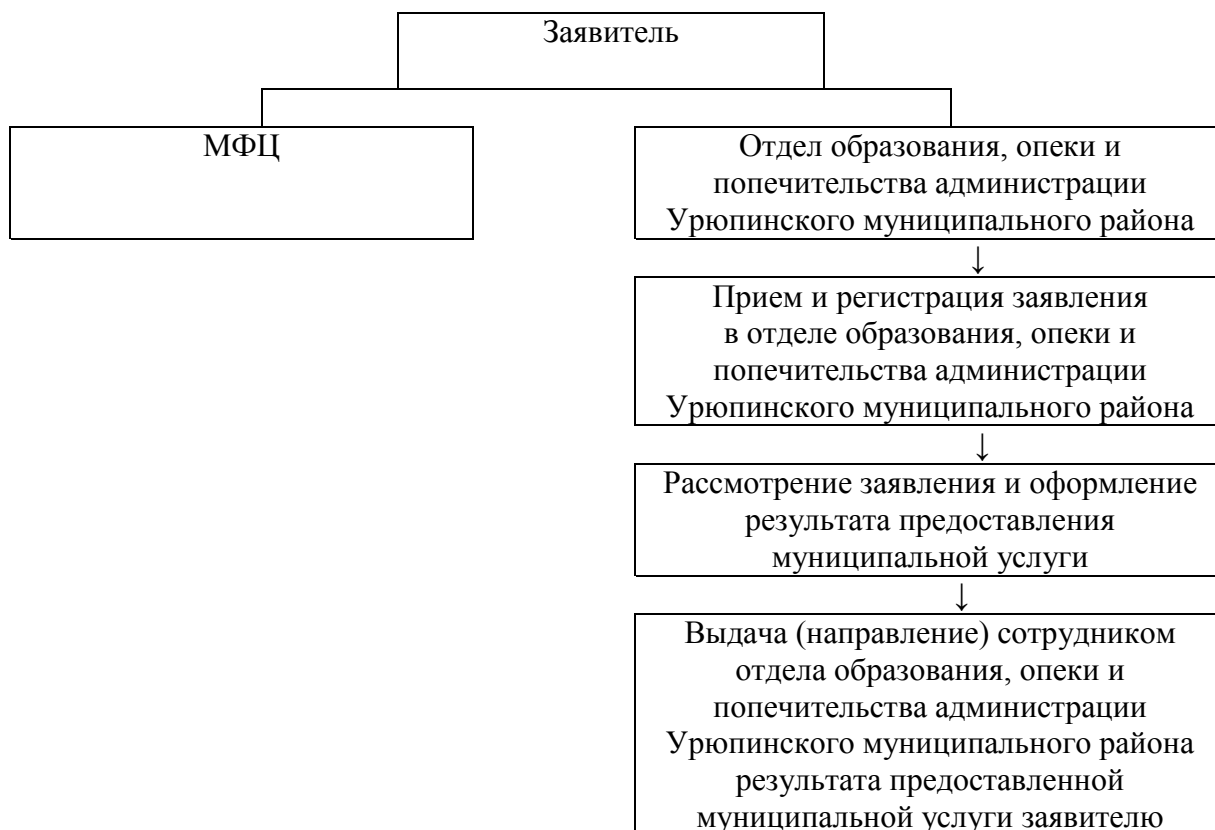 Заявитель
МФЦ
Отдел образования, опеки и
попечительства администрации
Урюпинского муниципального района
↓
Прием и регистрация заявления
в отделе образования, опеки и
попечительства администрации
Урюпинского муниципального района
↓
Рассмотрение заявления и оформление
результата предоставления
муниципальной услуги
↓
Выдача (направление) сотрудником
отдела образования, опеки и
попечительства администрации
Урюпинского муниципального района
результата предоставленной
муниципальной услуги заявителю